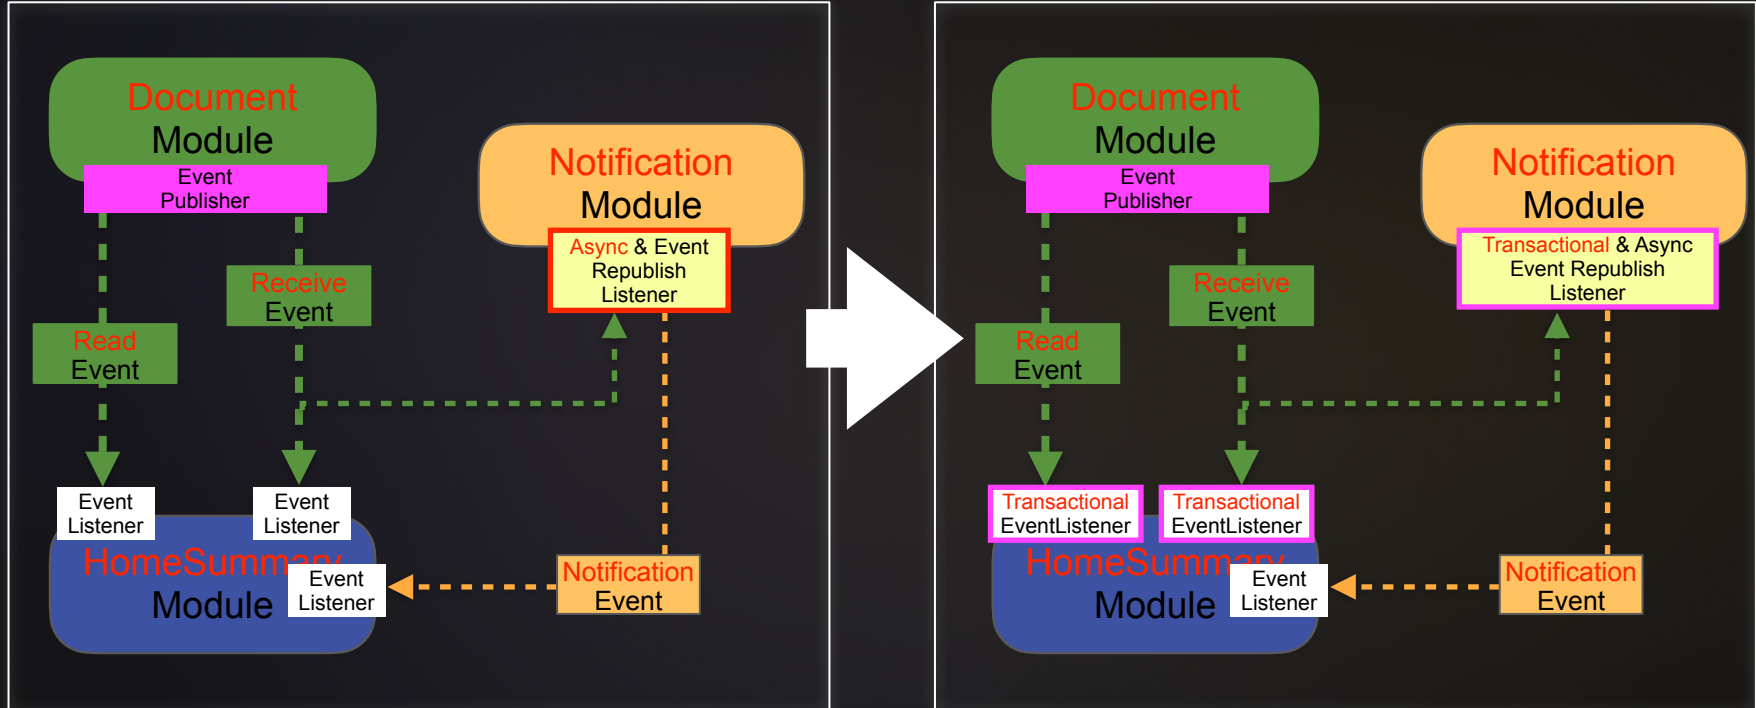 Document
Module
Event
Publisher
Notification
Module
Async & Event
Republish
Listener
Receive
Event
Read
Event
Event
Listener
Event
Listener
HomeSummary
Module
Event
Listener
Notification
Event
Document
Module
Event
Publisher
Notification
Module
Transactional & Async
Event Republish
Listener
Receive
Event
Read
Event
Transactional
EventListener
Transactional
EventListener
HomeSummary
Module
Event
Listener
Notification
Event